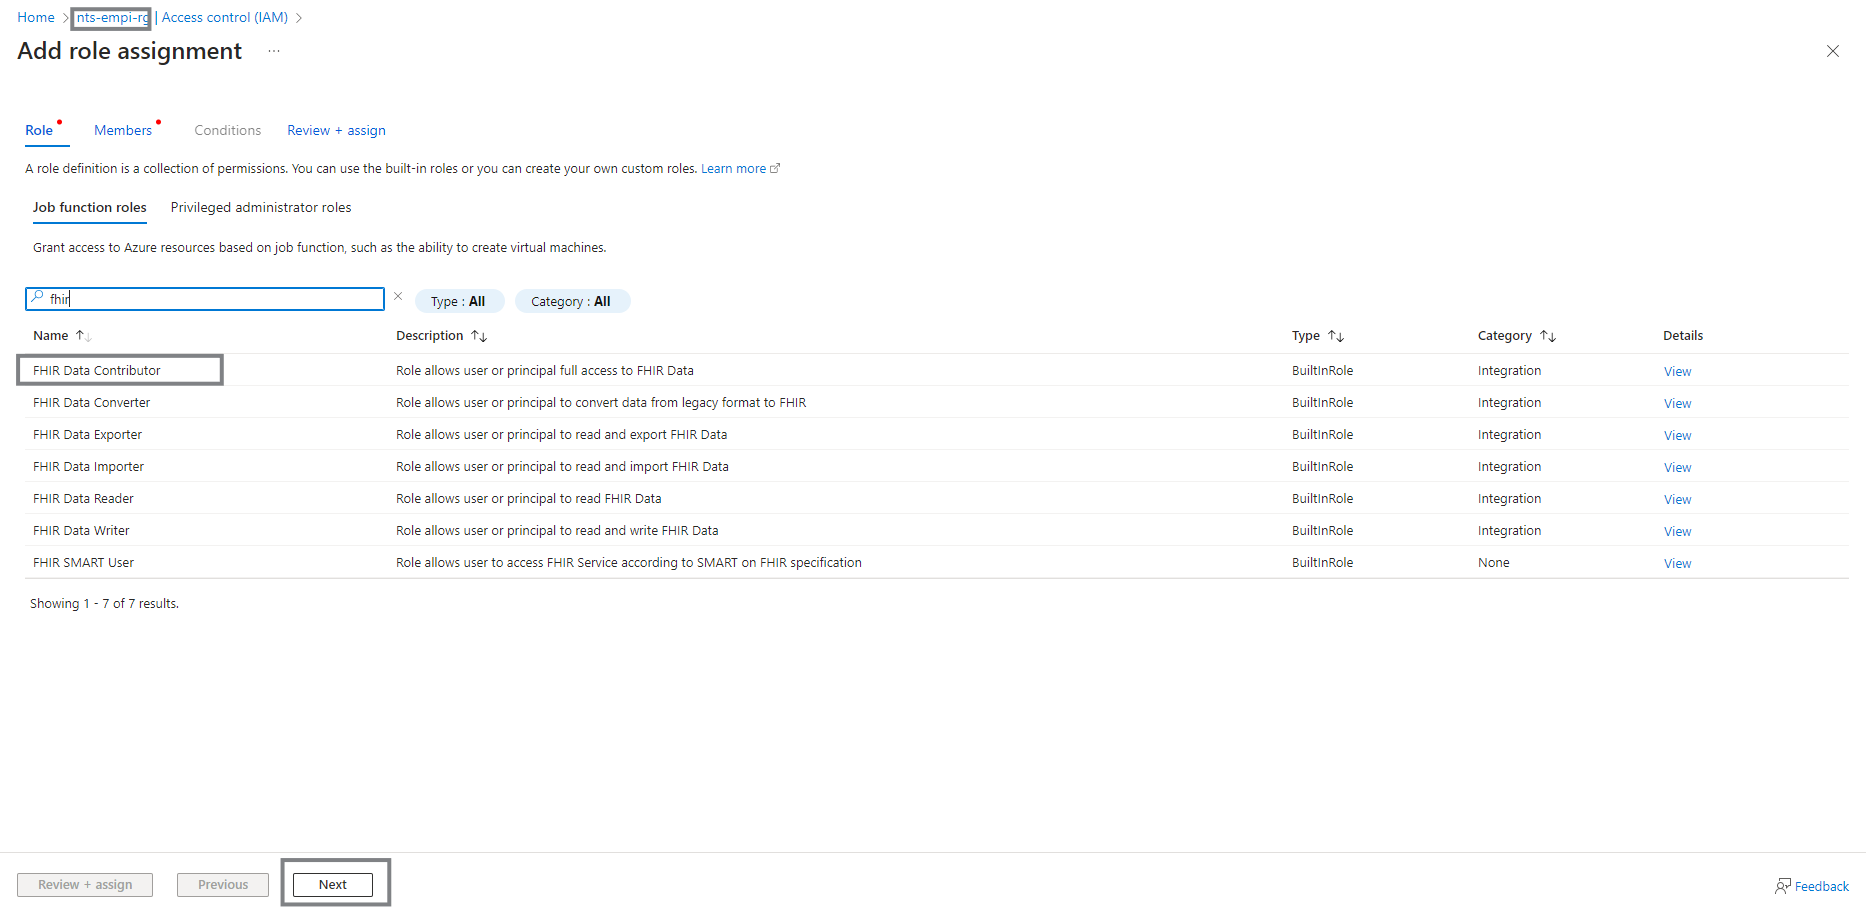 Home > nts-empi-rg | Access control (IAM) >
Add role assignment ...
Role Members Conditions Review + assign
A role definition is a collection of permissions. You can use the built-in roles or you can create your own custom roles. Learn more
Job function roles Privileged administrator roles
Grant access to Azure resources based on job function, such as the ability to create virtual machines.
fhir Type : All Category : All
Name Description Type Category Details
FHIR Data Contributor Role allows user or principal full access to FHIR Data BuiltInRole Integration View
FHIR Data Converter Role allows user or principal to convert data from legacy format to FHIR BuiltInRole Integration View
FHIR Data Exporter Role allows user or principal to read and export FHIR Data BuiltInRole Integration View
FHIR Data Importer Role allows user or principal to read and import FHIR Data BuiltInRole Integration View
FHIR Data Reader Role allows user or principal to read FHIR Data BuiltInRole Integration View
FHIR Data Writer Role allows user or principal to read and write FHIR Data BuiltInRole Integration View
FHIR SMART User Role allows user to access FHIR Service according to SMART on FHIR specification BuiltInRole None View
Showing 1 - 7 of 7 results.
Review + assign Previous Next Feedback